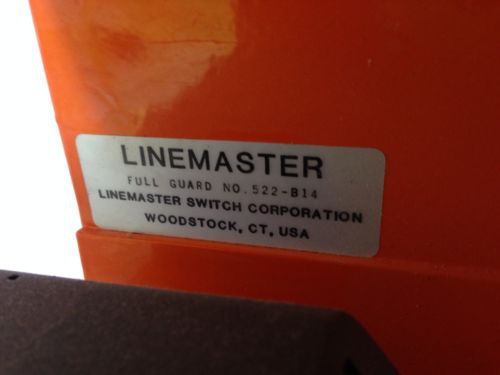 LINEMASTER
FULL GUARD NO. 522-B14
LINEMASTER SWITCH CORPORATION
WOODSTOCK, CT, USA